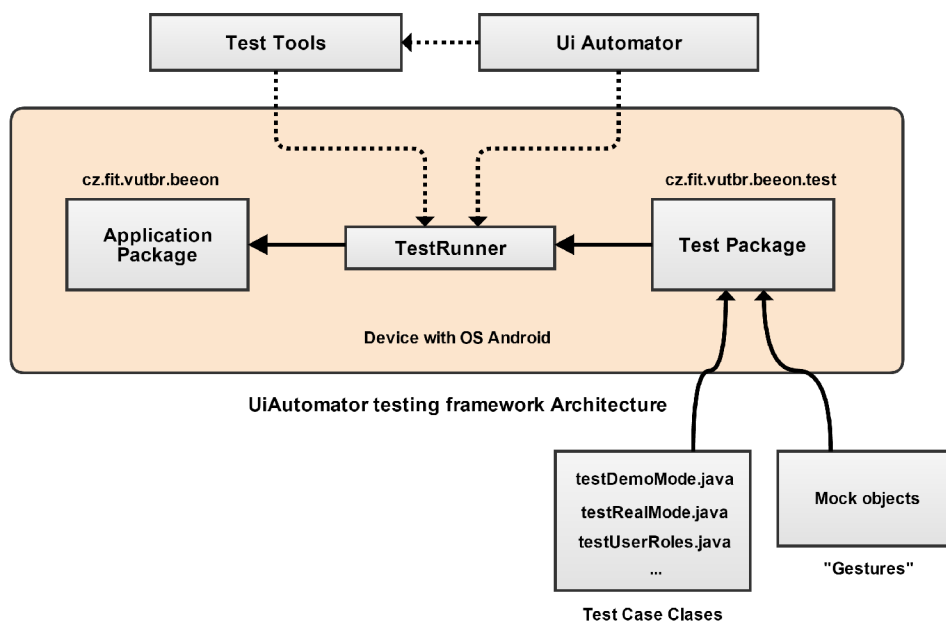 Test Tools
Ui Automator
cz.fit.vutbr.beeon
cz.fit.vutbr.beeon.test
Application
Package
TestRunner
Test Package
Device with OS Android
UiAutomator testing framework Architecture
testDemoMode.java
testRealMode.java
testUserRoles.java
...
Mock objects
"Gestures"
Test Case Clases